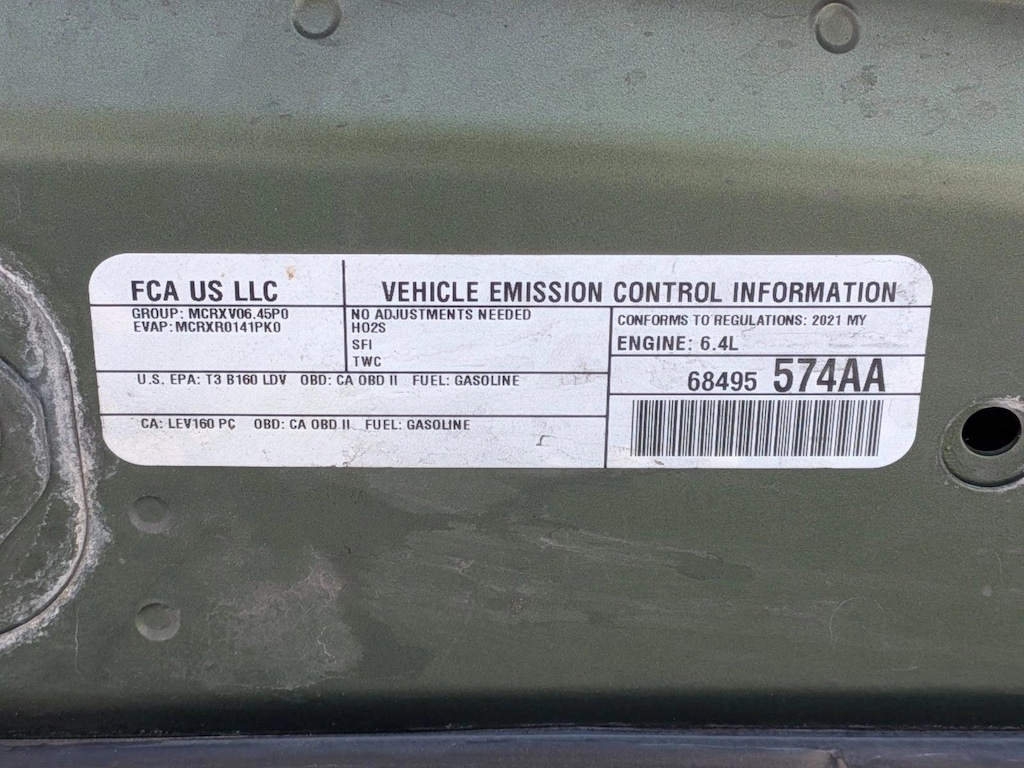 FCA US LLC
VEHICLE EMISSION CONTROL INFORMATION
GROUP: MCRXV06.45P0
EVAP: MCRXR0141PK0
NO ADJUSTMENTS NEEDED
HO2S
SFI
TWC
CONFORMS TO REGULATIONS: 2021 MY
ENGINE: 6.4L
68495 574AA
U.S. EPA: T3 B160 LDV OBD: CA OBD II FUEL: GASOLINE
CA: LEV160 PC OBD: CA OBD II FUEL: GASOLINE